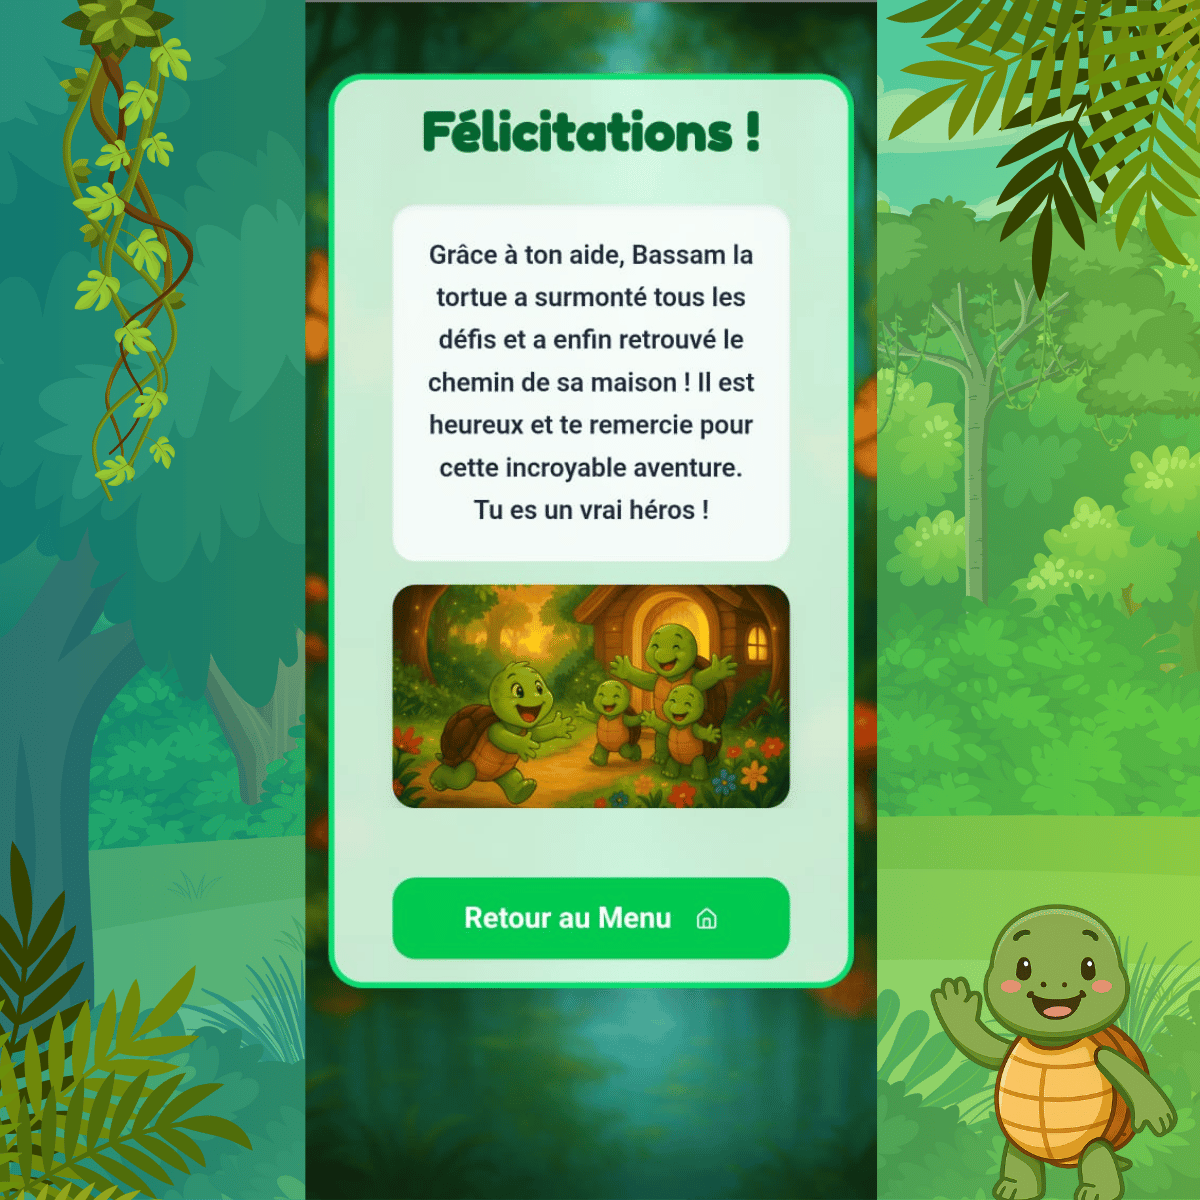 Félicitations !
Grâce à ton aide, Bassam la
tortue a surmonté tous les
défis et a enfin retrouvé le
chemin de sa maison ! Il est
heureux et te remercie pour
cette incroyable aventure.
Tu es un vrai héros !
Retour au Menu